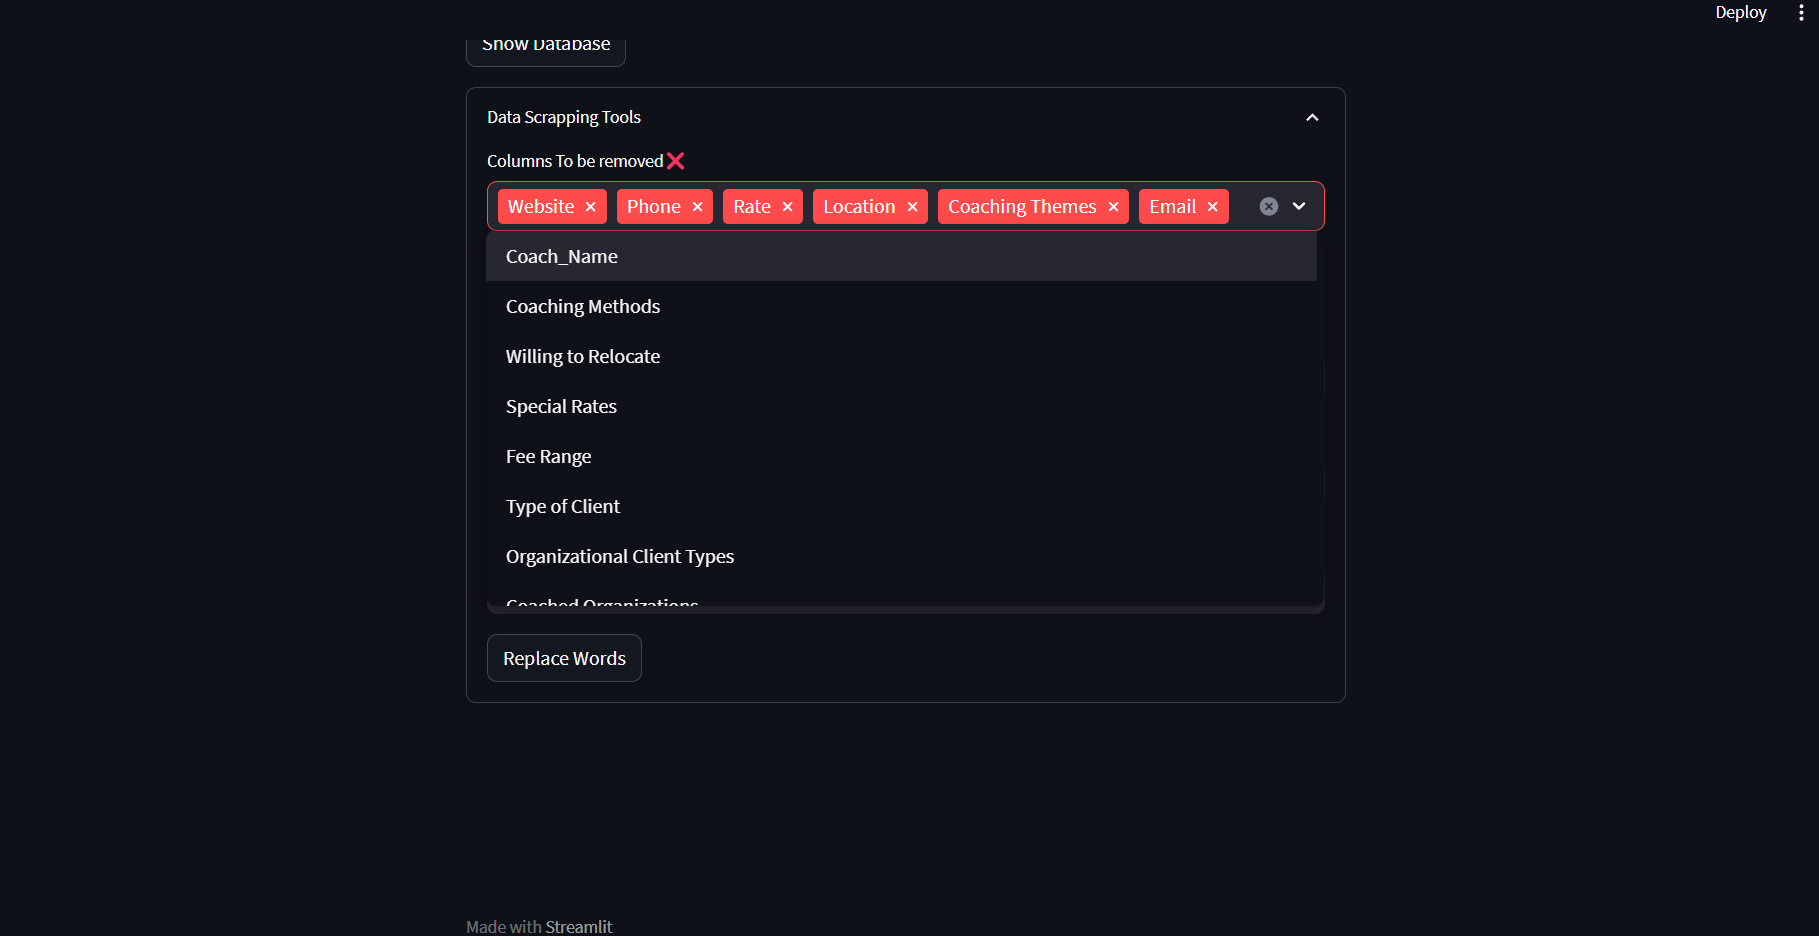 Deploy
Show Database
Data Scrapping Tools
Columns To be removed❌
Website Phone Rate Location Coaching Themes Email
Coach_Name
Coaching Methods
Willing to Relocate
Special Rates
Fee Range
Type of Client
Organizational Client Types
Coached Organizations
Replace Words
Made with Streamlit